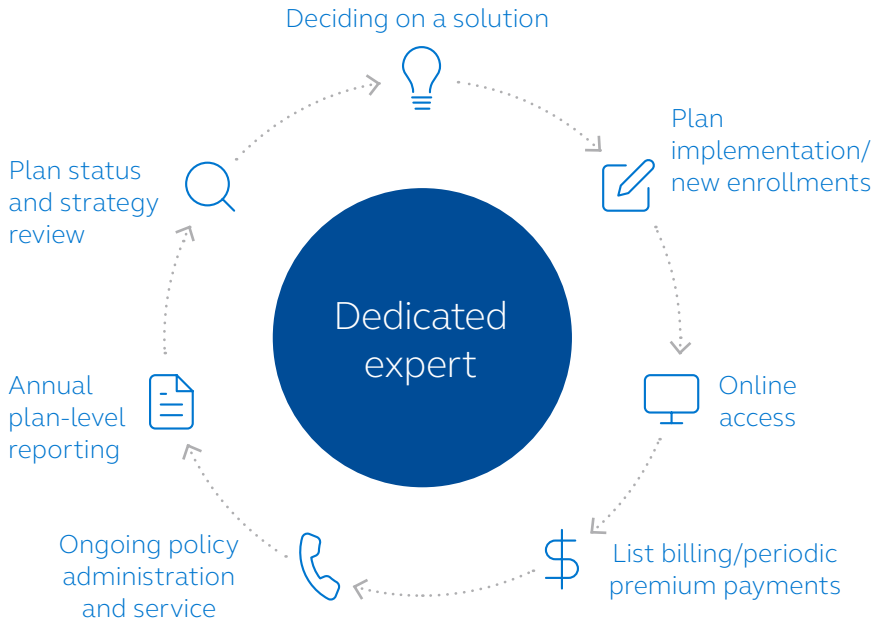 Deciding on a solution
Plan
implementation/
new enrollments
Online
access
List billing/periodic
premium payments
Ongoing policy
administration
and service
Annual
plan-level
reporting
Plan status
and strategy
review
Dedicated
expert